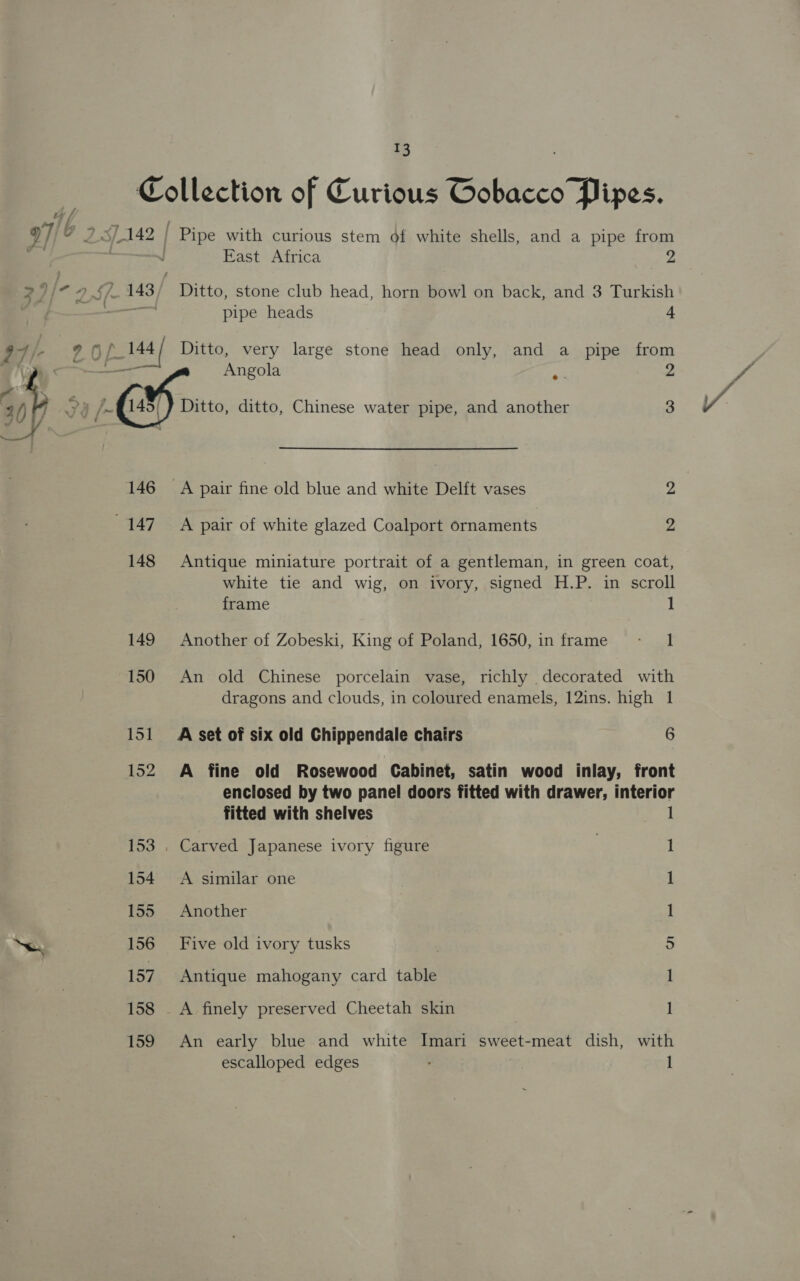 13
Collection of Curious Tobacco Pipes.
142 Pipe with curious stem of white shells, and a pipe from
East Africa 2
143 Ditto, stone club head, horn bowl on back, and 3 Turkish
pipe heads 4
144 Ditto, very large stone head only, and a pipe from
Angola 2
145 Ditto, ditto, Chinese water pipe, and another 3
146 A pair fine old blue and white Delft vases 2
147 A pair of white glazed Coalport ornaments 2
148 Antique miniature portrait of a gentleman, in green coat,
white tie and wig, on ivory, signed H.P. in scroll
frame 1
149 Another of Zobeski, King of Poland, 1650, in frame - 1
150 An old Chinese porcelain vase, richly decorated with
dragons and clouds, in coloured enamels, 12ins. high 1
151 A set of six old Chippendale chairs 6
152 A fine old Rosewood Cabinet, satin wood inlay, front
enclosed by two panel doors fitted with drawer, interior
fitted with shelves 1
153 Carved Japanese ivory figure 1
154 A similar one 1
155 Another 1
156 Five old ivory tusks 5
157 Antique mahogany card table 1
158 A finely preserved Cheetah skin 1
159 An early blue and white Imari sweet-meat dish, with
escalloped edges 1